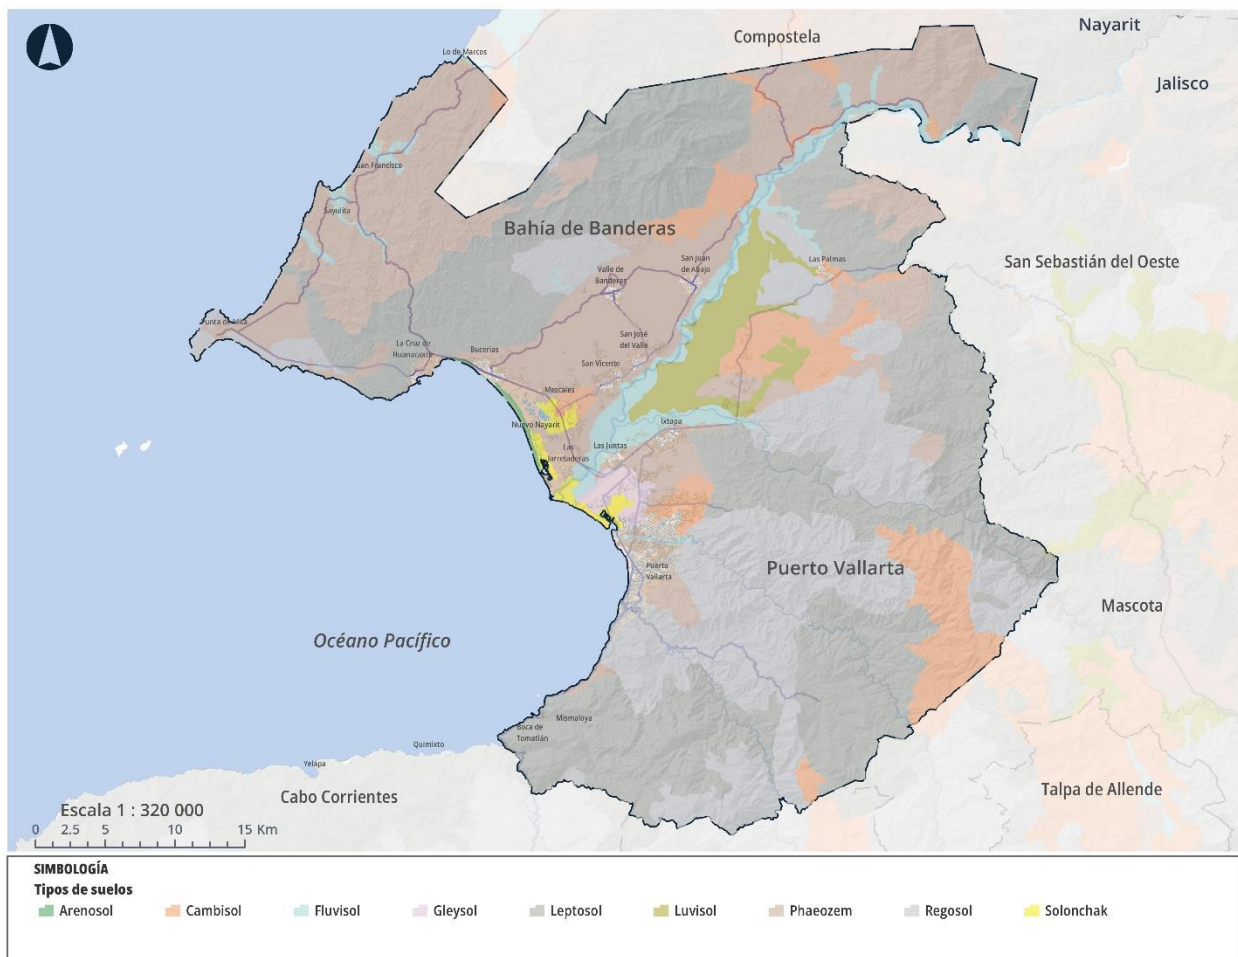 Nayarit
Compostela
Lo de Marcos
Jalisco
San Francisco
Sayulita
Bahía de Banderas
San Juan
de Abajo
Las Palmas
San Sebastián del Oeste
Valle de
Banderas
Punta de Mita
San José
del Valle
La Cruz de
Huanacaxtle
Bucerías
San Vicente
Mezcales
Nuevo Nayarit
Ixtapa
Las Juntas
Las
Jarretaderas
Puerto
Vallarta
Puerto Vallarta
Mascota
Océano Pacífico
Mismaloya
Boca de
Tomatlán
Quimixto
Yelapa
Cabo Corrientes
Talpa de Allende
Escala 1 : 320 000
0 2.5 5 10 15 Km
SIMBOLOGÍA
Tipos de suelos
Arenosol Cambisol Fluvisol Gleysol Leptosol Luvisol Phaeozem Regosol Solonchak